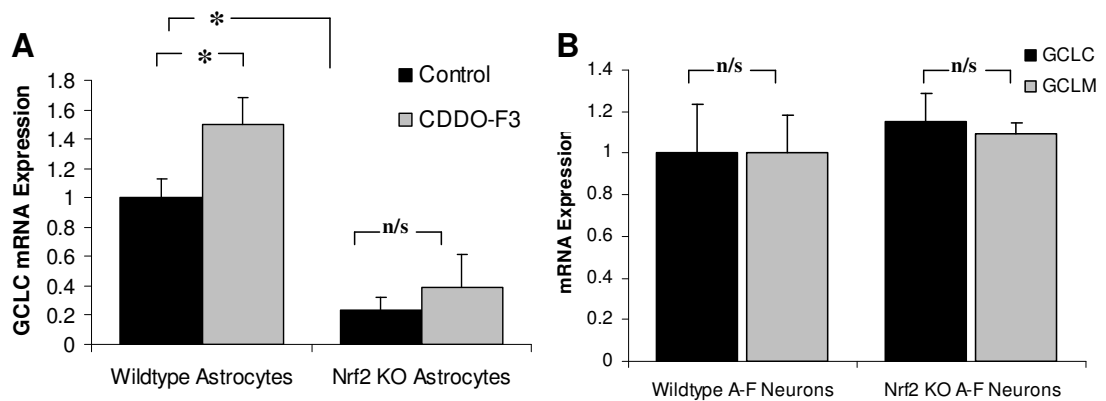 A
*
*
GCLC mRNA Expression
1.8
1.6
1.4
1.2
1
0.8
0.6
0.4
0.2
0
n/s
Control
CDDO-F3
Wildtype Astrocytes
Nrf2 KO Astrocytes
B
mRNA Expression
1.4
1.2
1
0.8
0.6
0.4
0.2
0
n/s
n/s
GCLC
GCLM
Wildtype A-F Neurons
Nrf2 KO A-F Neurons